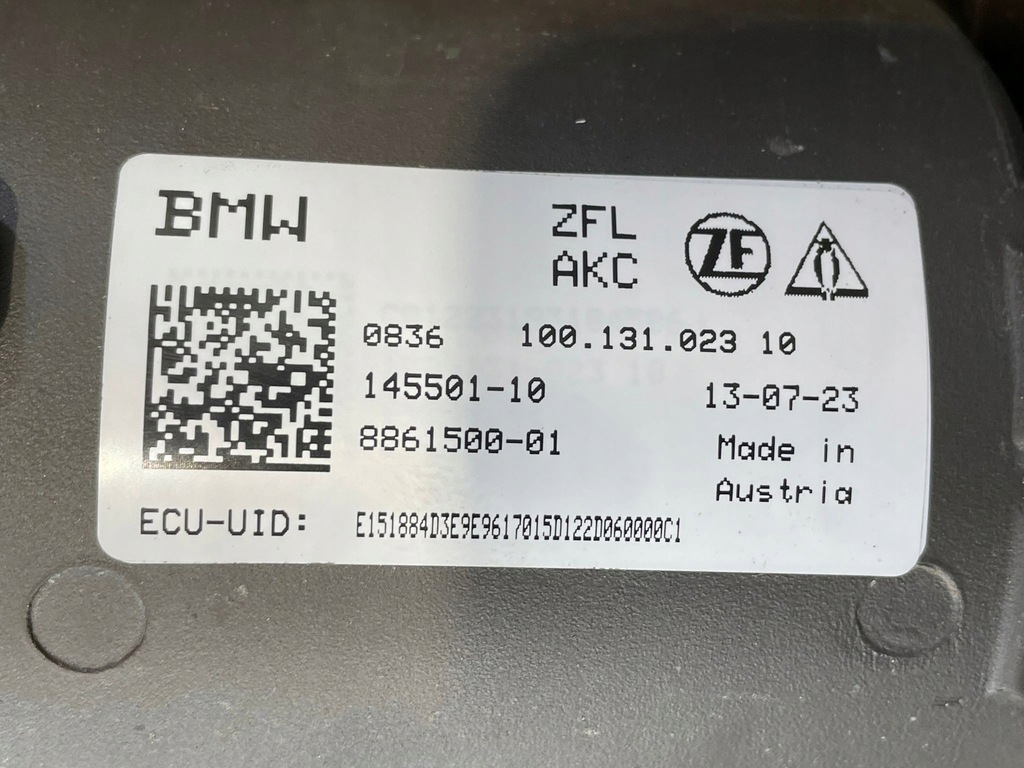 BMW
ZFL
AKC
ZF
0836 100.131.023 10
145501-10 13-07-23
8861500-01 Made in
Austria
ECU-UID: E151884D3E9E9617015D122D060000C1